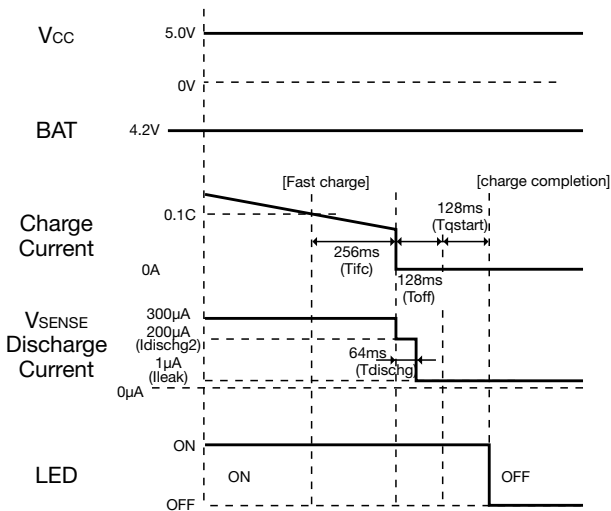 VCC
5.0V
0V
BAT
4.2V
[Fast charge]
[charge completion]
Charge
Current
0.1C
0A
256ms
(Tifc)
128ms
(Toff)
128ms
(Tqstart)
VSENSE
Discharge
Current
300µA
200µA
(Idischg2)
1µA
(Ileak)
0µA
64ms
(Tdischg)
LED
ON
OFF
ON
OFF